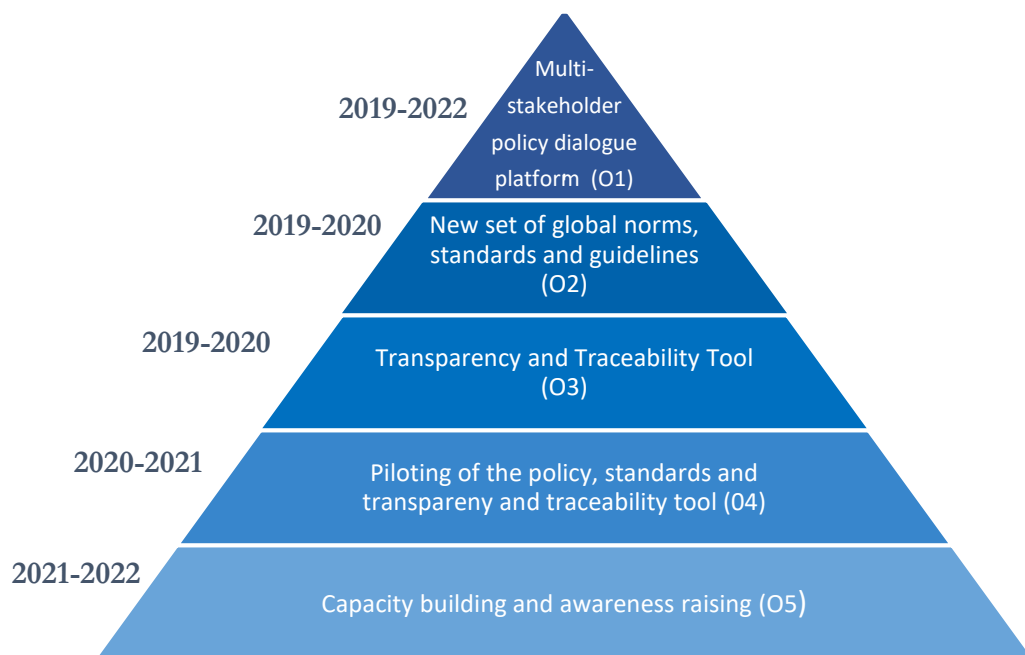 2019-2022
Multi-
stakeholder
policy dialogue
platform (O1)
2019-2020
New set of global norms,
standards and guidelines
(O2)
2019-2020
Transparency and Traceability Tool
(O3)
2020-2021
Piloting of the policy, standards and
transpareny and traceability tool (04)
2021-2022
Capacity building and awareness raising (O5)